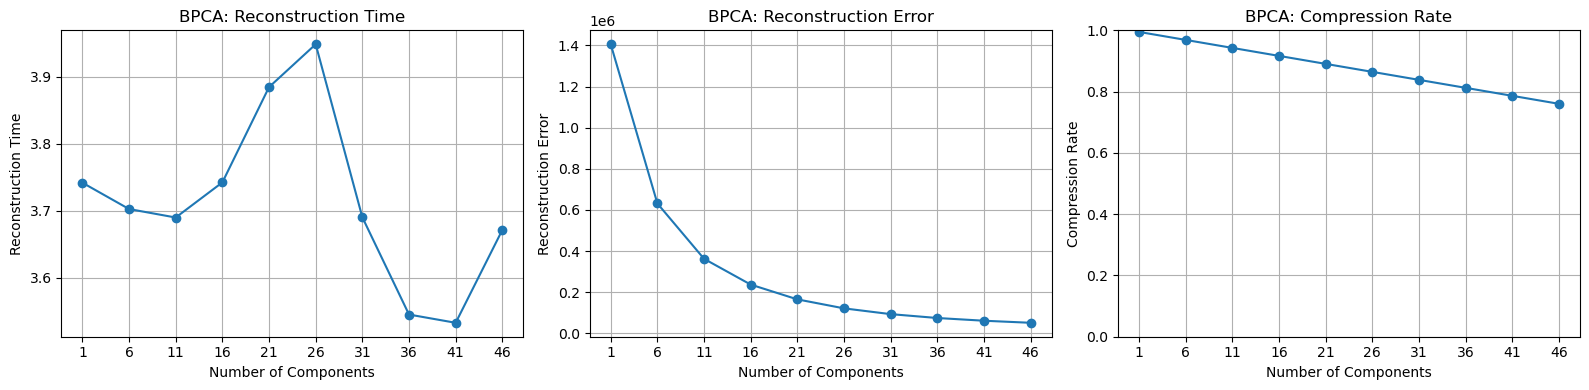 BPCA: Reconstruction Time
Reconstruction Time
3.9
3.8
3.7
3.6
1 6 11 16 21 26 31 36 41 46
Number of Components
BPCA: Reconstruction Error
1e6
Reconstruction Error
1.4
1.2
1.0
0.8
0.6
0.4
0.2
0.0
1 6 11 16 21 26 31 36 41 46
Number of Components
BPCA: Compression Rate
Compression Rate
1.0
0.8
0.6
0.4
0.2
0.0
1 6 11 16 21 26 31 36 41 46
Number of Components